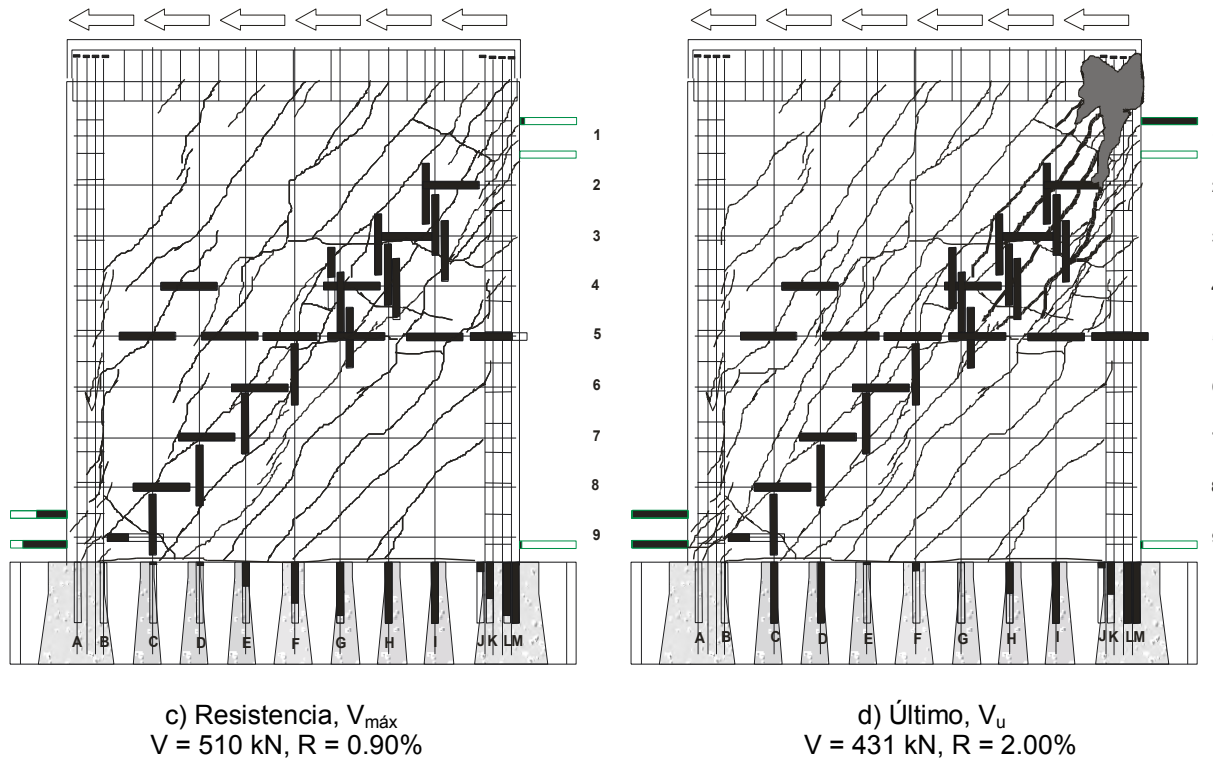 1
2
3
4
5
6
7
8
9
A B C D E F G H I J K L M
A B C D E F G H I J K L M
c) Resistencia, Vmáx
V = 510 kN, R = 0.90%
d) Último, Vu
V = 431 kN, R = 2.00%